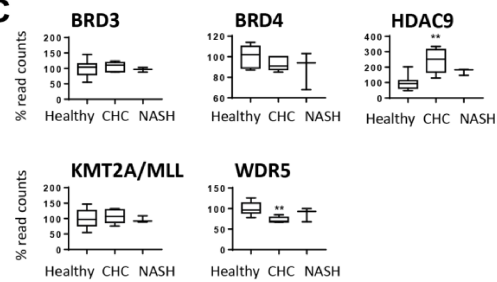 C
BRD3
BRD4
HDAC9
% read counts
200
150
100
50
0
Healthy CHC NASH
120
100
80
60
Healthy CHC NASH
400
300
200
100
0
**
Healthy CHC NASH
KMT2A/MLL
WDR5
% read counts
200
150
100
50
0
Healthy CHC NASH
150
100
50
0
**
Healthy CHC NASH